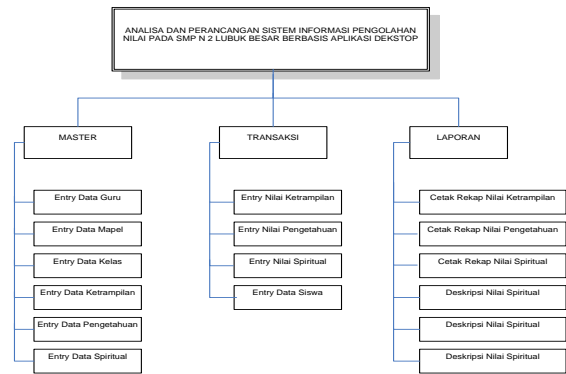 ANALISA DAN PERANCANGAN SISTEM INFORMASI PENGOLAHAN
NILAI PADA SMP N 2 LUBUK BESAR BERBASIS APLIKASI DEKSTOP
MASTER
Entry Data Guru
Entry Data Mapel
Entry Data Kelas
Entry Data Ketrampilan
Entry Data Pengetahuan
Entry Data Spiritual
TRANSAKSI
Entry Nilai Ketrampilan
Entry Nilai Pengetahuan
Entry Nilai Spiritual
Entry Data Siswa
LAPORAN
Cetak Rekap Nilai Ketrampilan
Cetak Rekap Nilai Pengetahuan
Cetak Rekap Nilai Spiritual
Deskripsi Nilai Spiritual
Deskripsi Nilai Spiritual
Deskripsi Nilai Spiritual